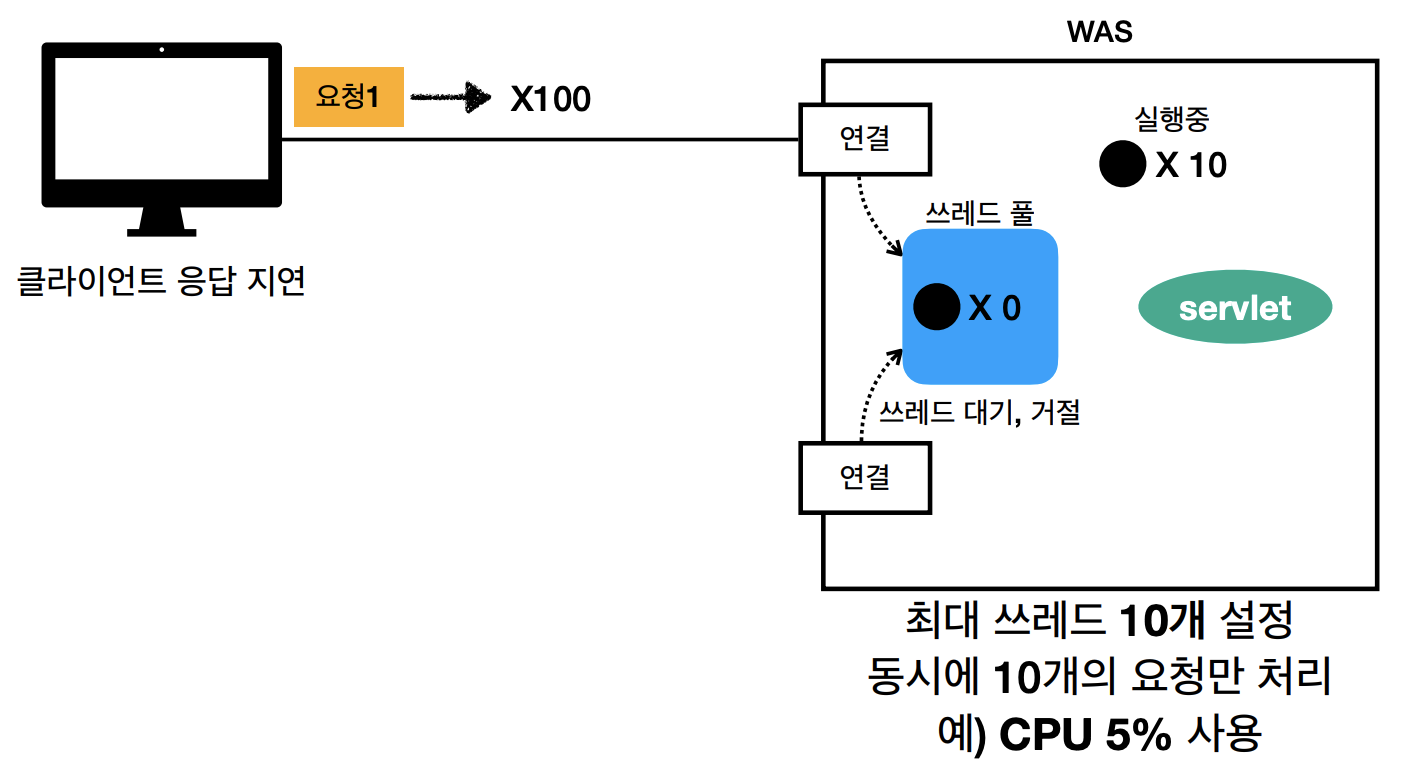 WAS
요청1
X100
연결
실행중
X 10
쓰레드 풀
클라이언트 응답 지연
X 0
servlet
쓰레드 대기, 거절
연결
최대 쓰레드 10개 설정
동시에 10개의 요청만 처리
예) CPU 5% 사용